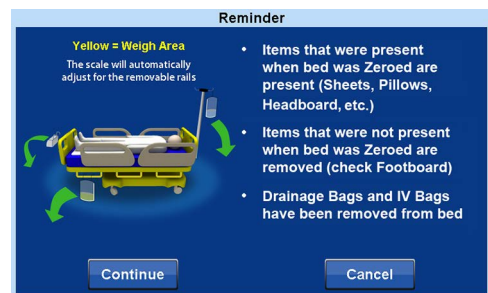 Reminder
Yellow = Weigh Area
The scale will automatically
adjust for the removable rails
• Items that were present
when bed was Zeroed are
present (Sheets, Pillows,
Headboard, etc.)
• Items that were not present
when bed was Zeroed are
removed (check Footboard)
• Drainage Bags and IV Bags
have been removed from bed
Continue
Cancel